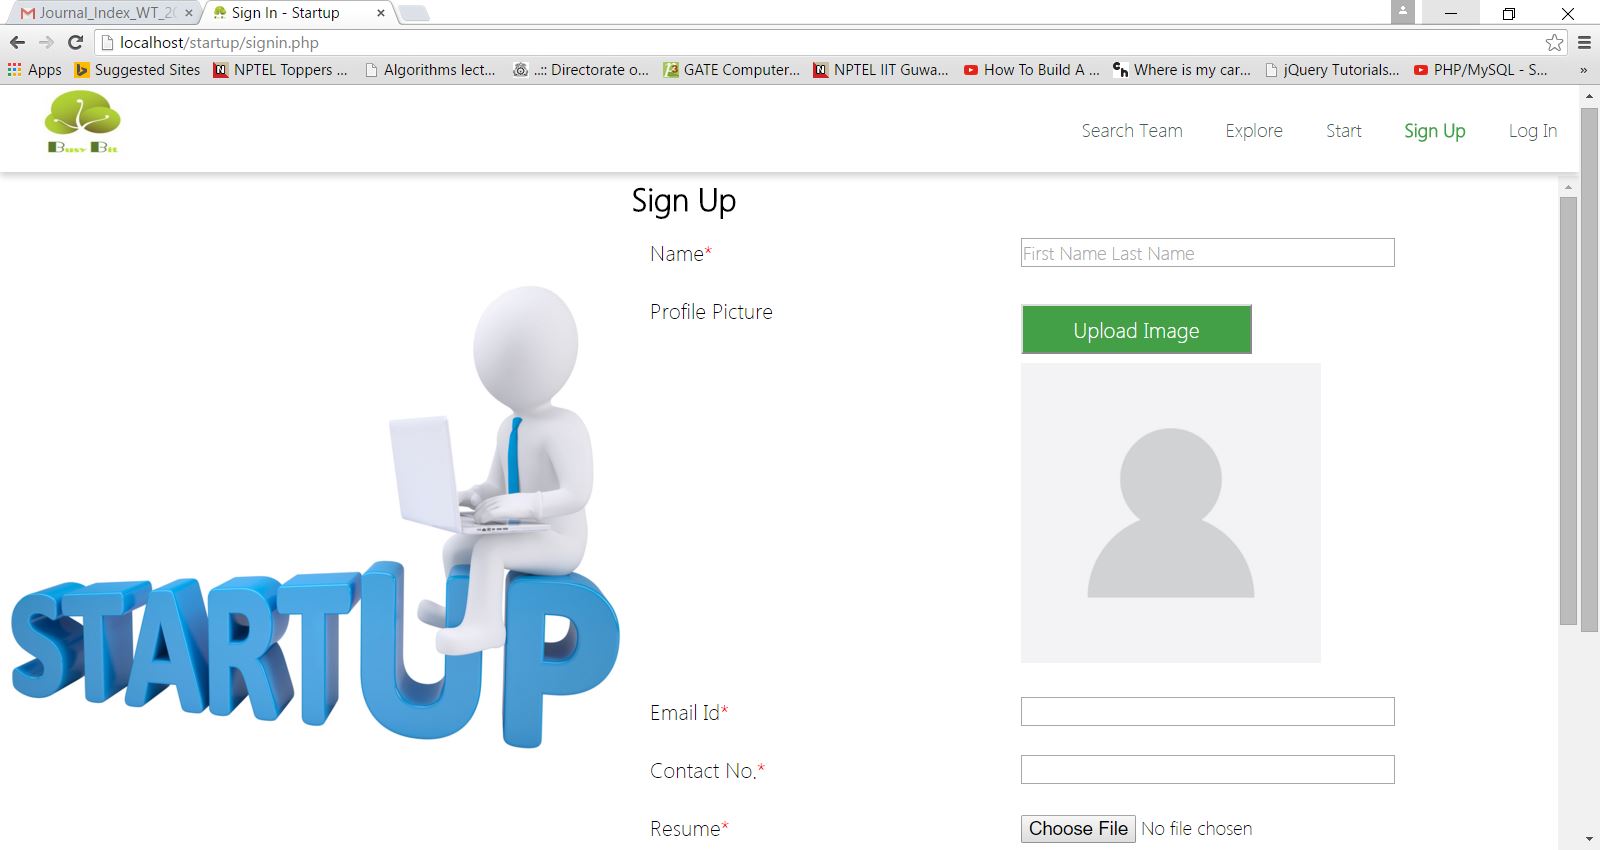 Journal_Index_WT_20
Sign In - Startup
localhost/startup/signin.php
Apps
Suggested Sites
NPTEL Toppers ...
Algorithms lect...
..:: Directorate o...
GATE Computer...
NPTEL IIT Guwa...
How To Build A ...
Where is my car...
jQuery Tutorials...
PHP/MySQL - S...
»
Busy Bit
Search Team
Explore
Start
Sign Up
Log In
Sign Up
Name*
First Name Last Name
Profile Picture
Upload Image
STARTUP
Email Id*
Contact No.*
Resume*
Choose File No file chosen